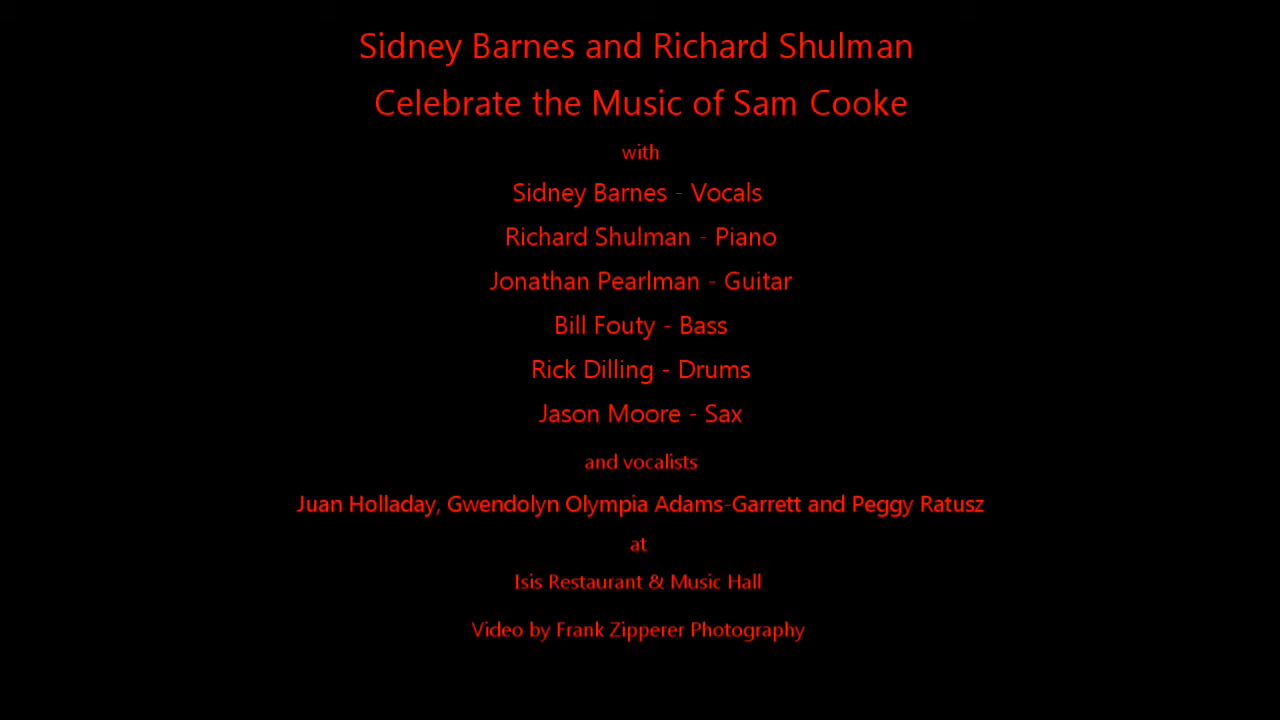 Sidney Barnes and Richard Shulman
Celebrate the Music of Sam Cooke
with
Sidney Barnes - Vocals
Richard Shulman - Piano
Jonathan Pearlman - Guitar
Bill Fouty - Bass
Rick Dilling - Drums
Jason Moore - Sax
and vocalists
Juan Holladay, Gwendolyn Olympia Adams-Garrett and Peggy Ratusz
at
Isis Restaurant & Music Hall
Video by Frank Zipperer Photography